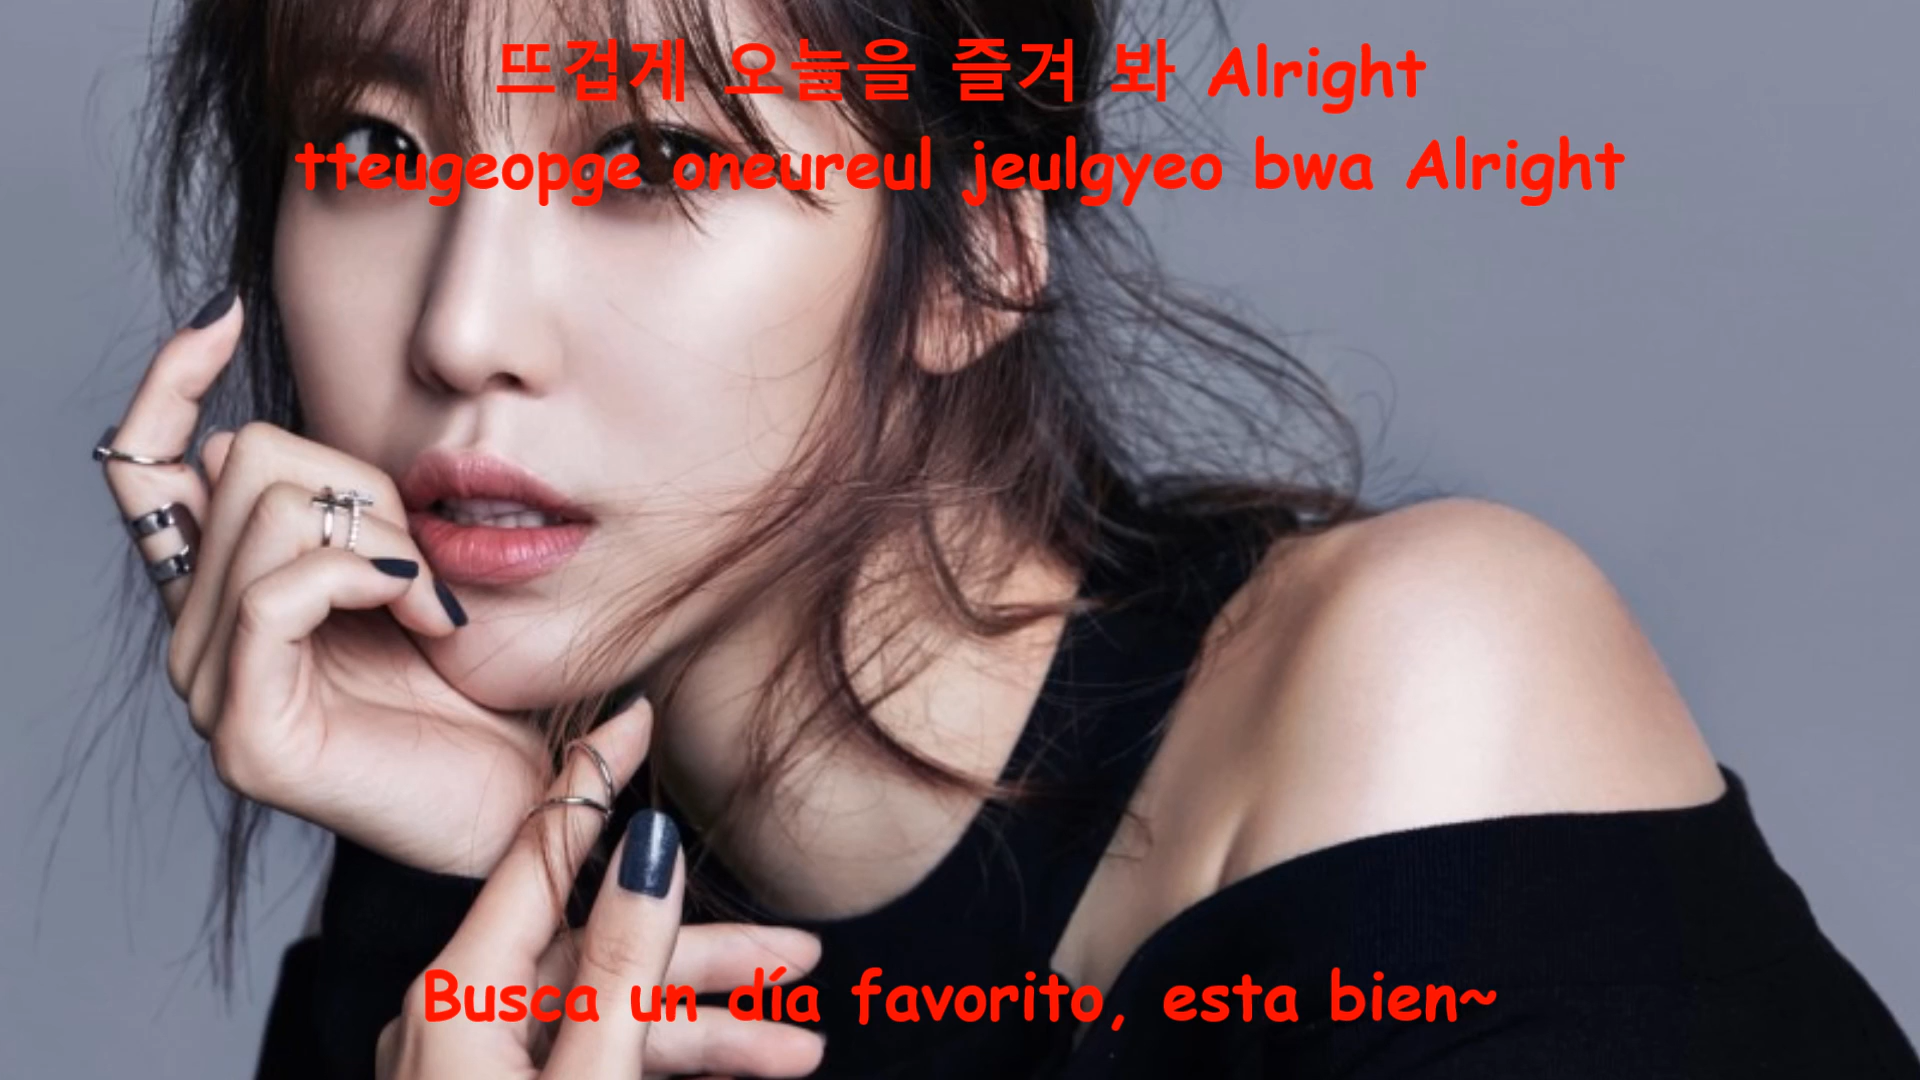 뜨겁게 오늘을 즐겨 봐 Alright
tteugeopge oneureul jeulgyeo bwa Alright
Busca un día favorito, esta bien~